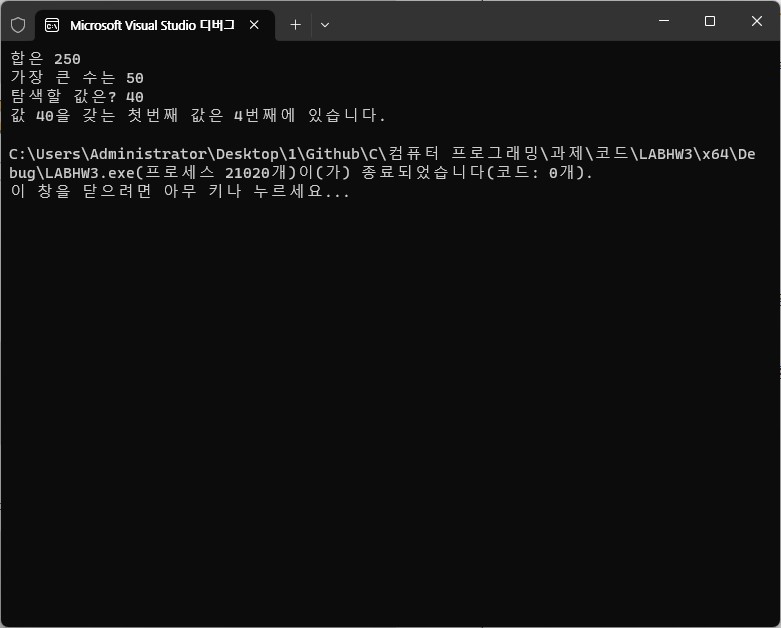 Microsoft Visual Studio 디버그
합은 250
가장 큰 수는 50
탐색할 값은? 40
값 40을 갖는 첫번째 값은 4번째에 있습니다.
C:\Users\Administrator\Desktop\1\Github\C\컴퓨터 프로그래밍\과제\코드\LABHW3\x64\De
bug\LABHW3.exe(프로세스 21020개)이(가) 종료되었습니다(코드: 0개).
이 창을 닫으려면 아무 키나 누르세요...